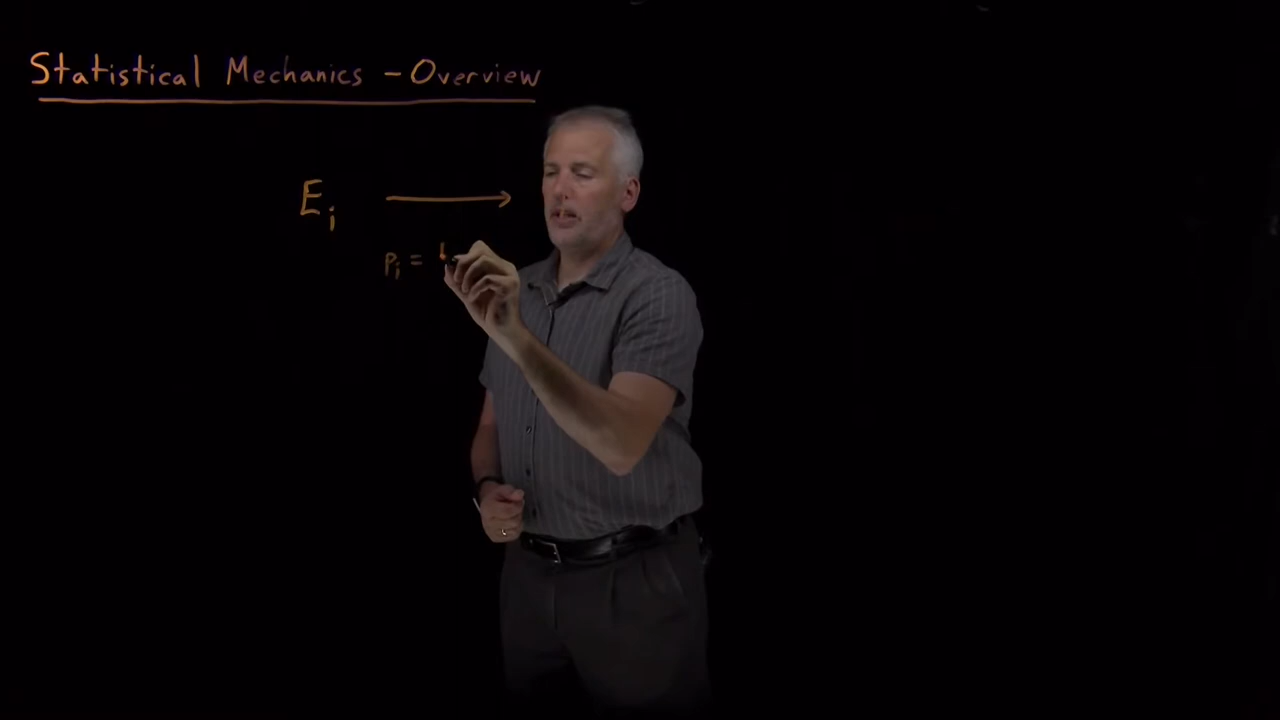 Statistical Mechanics - Overview
E_i →
p_i =